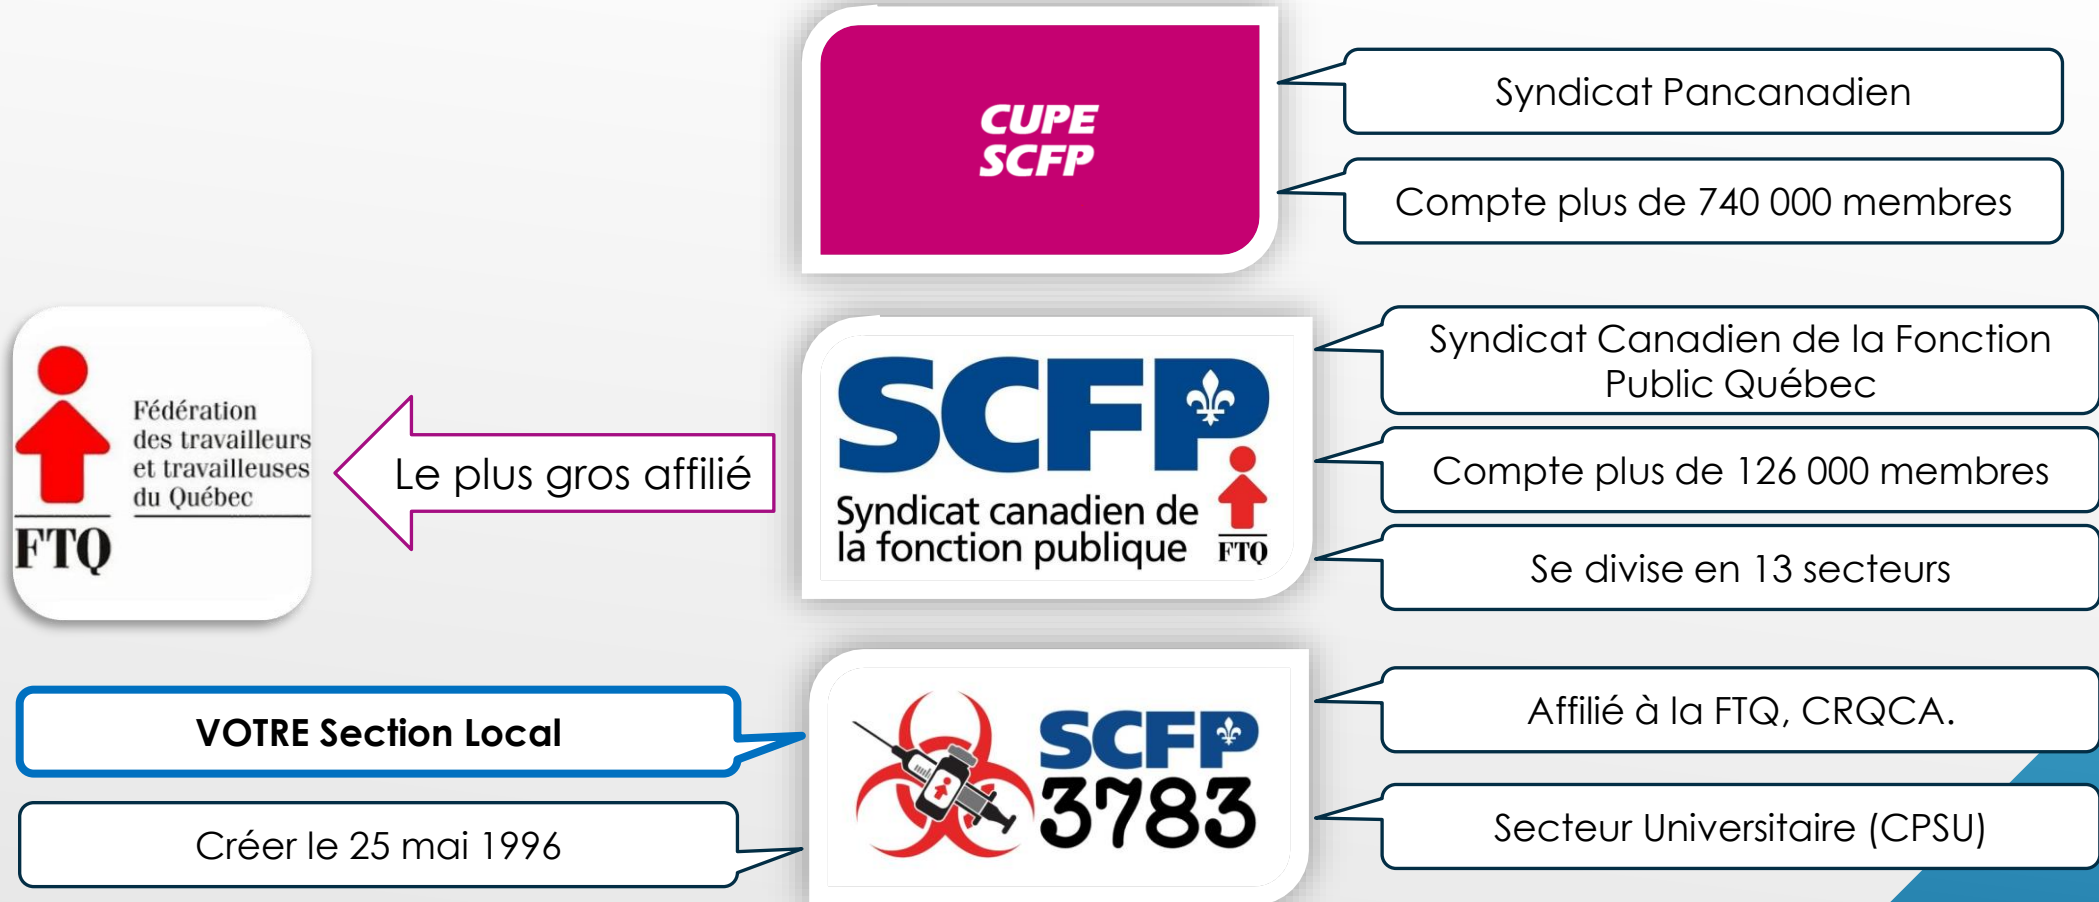 CUPE
SCFP
Syndicat Pancanadien
Compte plus de 740 000 membres
Fédération
des travailleurs
et travailleuses
du Québec
FTQ
Le plus gros affilié
SCFP
Syndicat canadien de
la fonction publique
FTQ
Syndicat Canadien de la Fonction
Public Québec
Compte plus de 126 000 membres
Se divise en 13 secteurs
VOTRE Section Local
Créer le 25 mai 1996
SCFP
3783
Affilié à la FTQ, CRQCA.
Secteur Universitaire (CPSU)